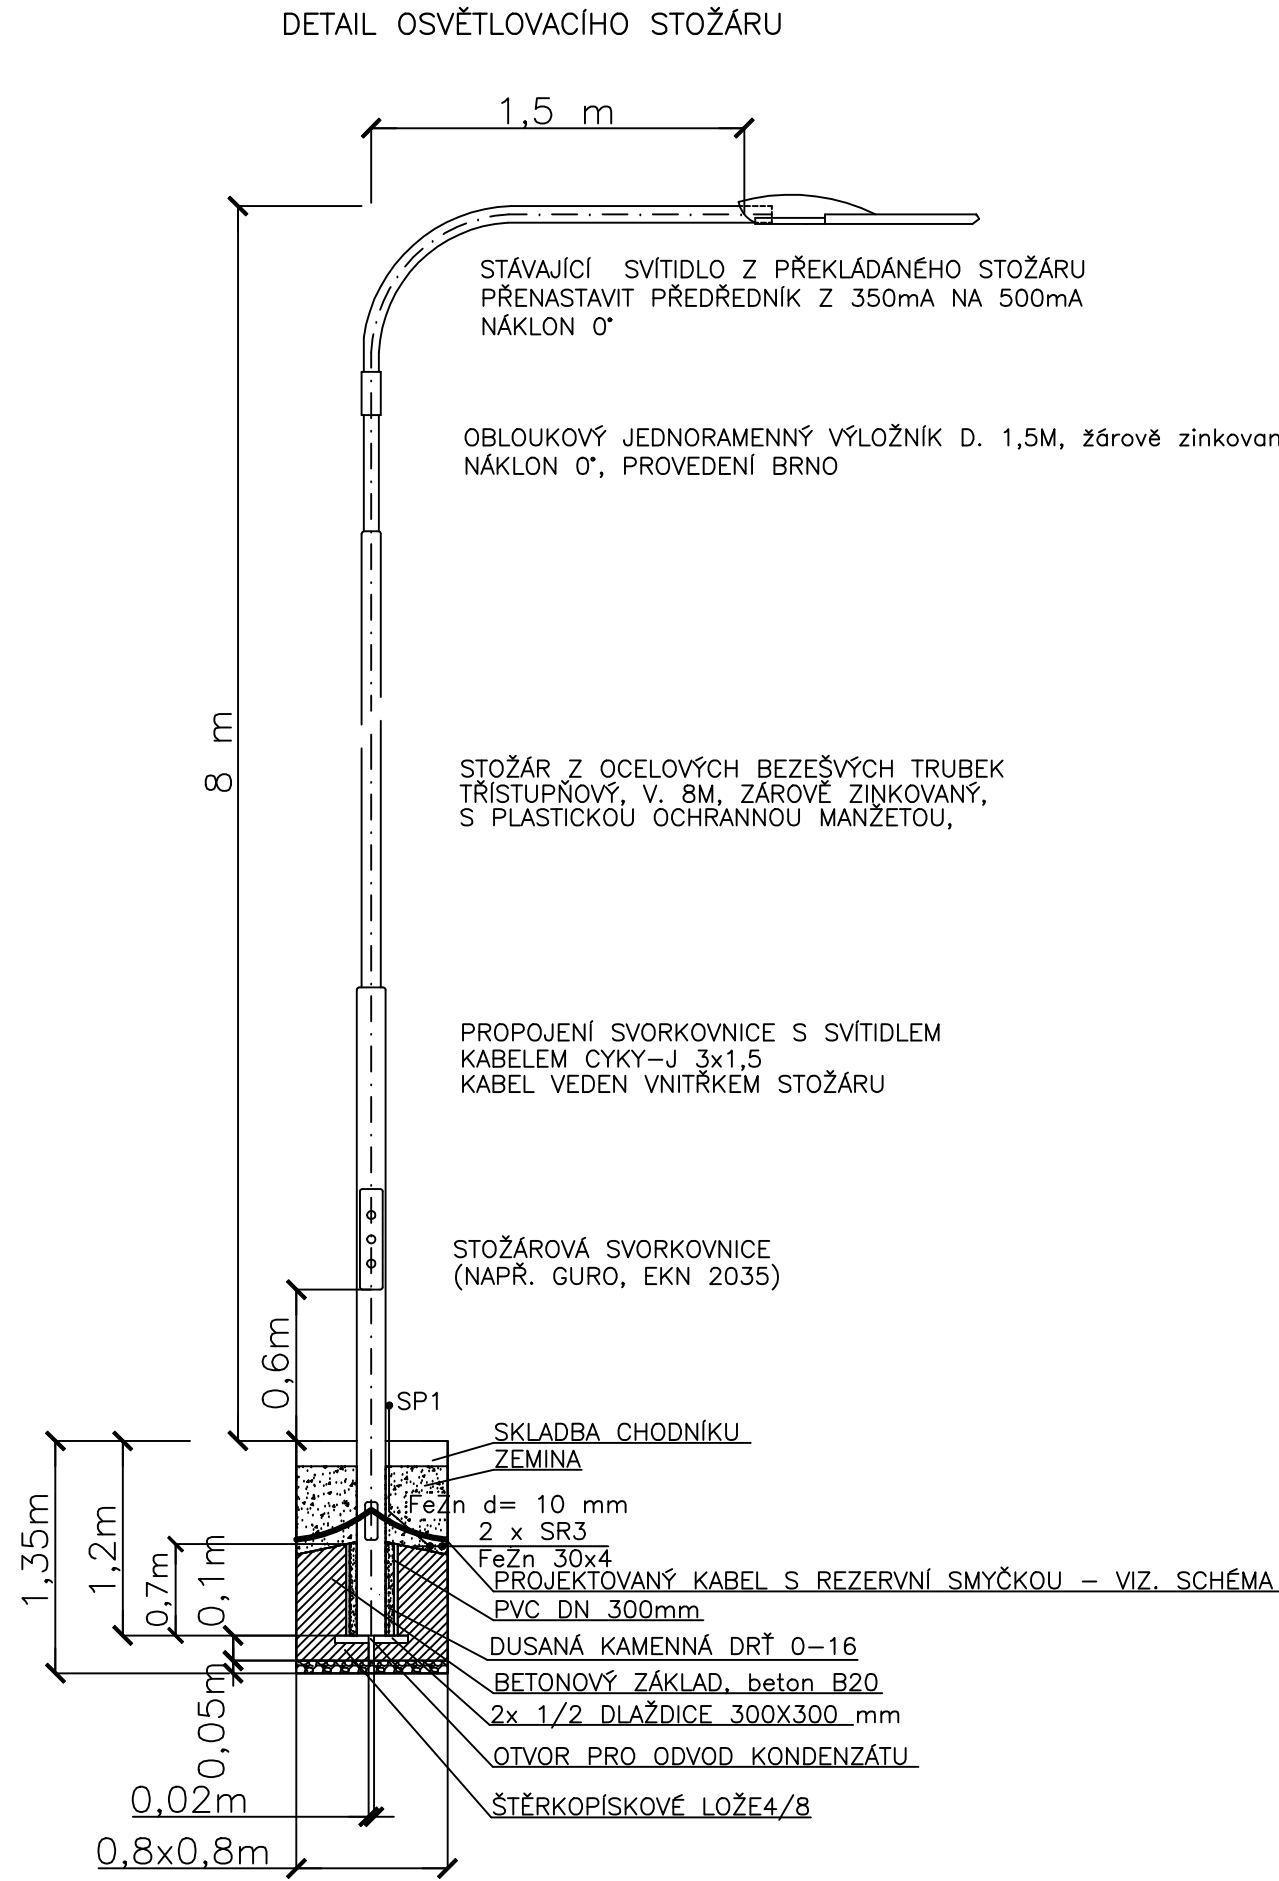 DETAIL OSVĚTLOVACÍHO STOŽÁRU
1,5 m
STÁVAJÍCÍ SVÍTIDLO Z PŘEKLÁDÁNÉHO STOŽÁRU
PŘENASTAVIT PŘEDŘEDNÍK Z 350mA NA 500mA
NÁKLON 0°
OBLOUKOVÝ JEDNORAMENNÝ VÝLOŽNÍK D. 1,5M, žárově zinkovan
NÁKLON 0°, PROVEDENÍ BRNO
8 m
STOŽÁR Z OCELOVÝCH BEZEŠVÝCH TRUBEK
TŘÍSTUPŇOVÝ, V. 8M, ZÁROVĚ ZINKOVANÝ,
S PLASTICKOU OCHRANNOU MANŽETOU,
PROPOJENÍ SVORKOVNICE S SVÍTIDLEM
KABELEM CYKY-J 3x1,5
KABEL VEDEN VNITŘKEM STOŽÁRU
STOŽÁROVÁ SVORKOVNICE
(NAPŘ. GURO, EKN 2035)
0,6m
SP1
SKLADBA CHODNÍKU
ZEMINA
FeZn d= 10 mm
2 x SR3
FeZn 30x4
1,35m
1,2m
0,7m
0,1m
0,05m
PROJEKTOVANÝ KABEL S REZERVNÍ SMYČKOU - VIZ. SCHÉMA
PVC DN 300mm
DUSANÁ KAMENNÁ DRŤ 0-16
BETONOVÝ ZÁKLAD, beton B20
2x 1/2 DLAŽDICE 300X300 mm
OTVOR PRO ODVOD KONDENZÁTU
ŠTĚRKOPÍSKOVÉ LOŽE4/8
0,02m
0,8x0,8m